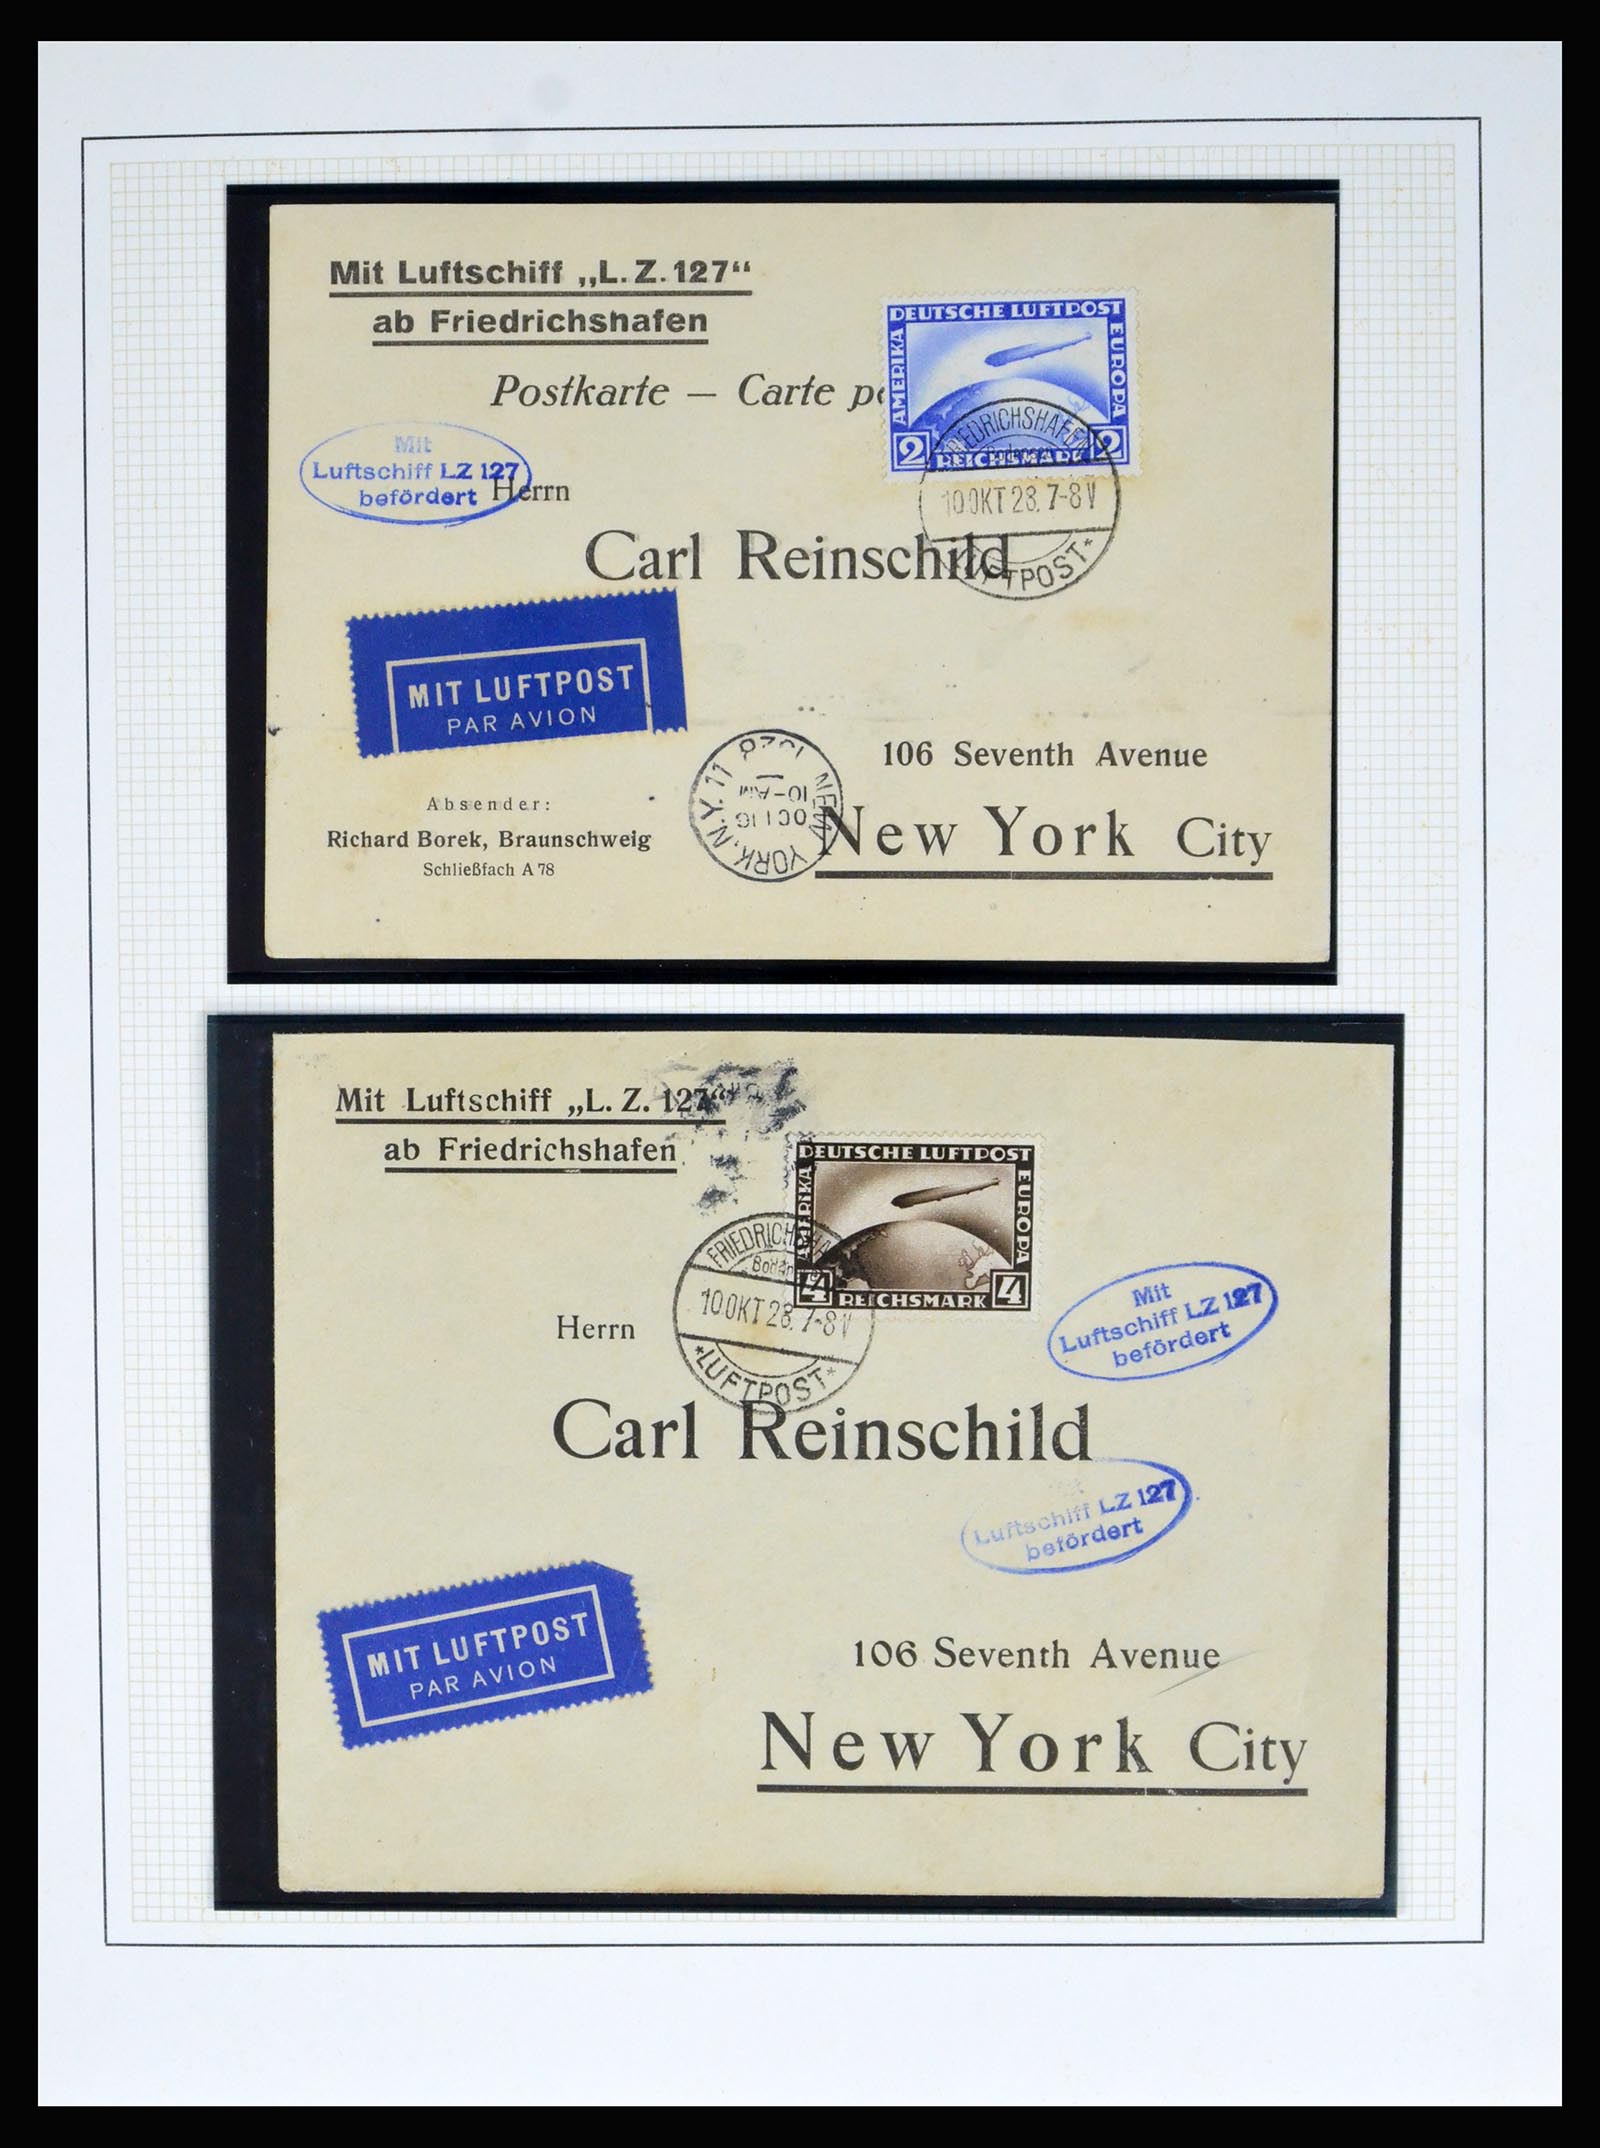 Mit Luftschiff „L. Z. 127“
ab Friedrichshafen
DEUTSCHE LUFTPOST
AMERIKA
EUROPA
2 REICHSMARK 2
Postkarte — Carte
FRIEDRICHSHAFEN
10 OKT 28. 7-8 V
LUFTPOST *
Mit
Luftschiff LZ 127
befördert
Herrn
Carl Reinschild
MIT LUFTPOST
PAR AVION
106 Seventh Avenue
New York City
NEW YORK, N.Y. 11
OCT 16
10-AM
1928
Absender:
Richard Borek, Braunschweig
Schließfach A 78
Mit Luftschiff „L. Z. 127“
ab Friedrichshafen
DEUTSCHE LUFTPOST
AMERIKA
EUROPA
4 REICHSMARK 4
10 OKT 28. 7-8 V
* LUFTPOST *
Mit
Luftschiff LZ 127
befördert
Herrn
Carl Reinschild
Mit
Luftschiff LZ 127
befördert
MIT LUFTPOST
PAR AVION
106 Seventh Avenue
New York City